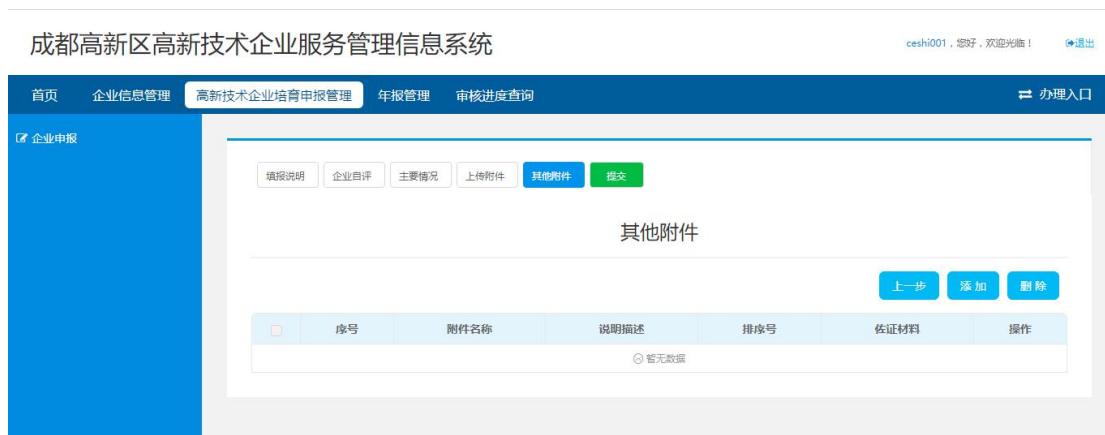 成都高新区高新技术企业服务管理信息系统
ceshi001，您好，欢迎光临！ 退出
首页 企业信息管理 高新技术企业培育申报管理 年报管理 审核进度查询 办理入口
企业申报
填报说明 企业自评 主要情况 上传附件 其他附件 提交
其他附件
上一步 添加 删除
序号 附件名称 说明描述 排序号 佐证材料 操作
暂无数据